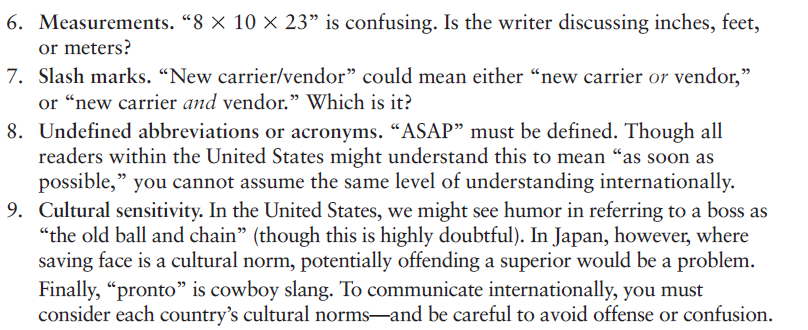 6. Measurements. “8 × 10 × 23” is confusing. Is the writer discussing inches, feet,
or meters?
7. Slash marks. “New carrier/vendor” could mean either “new carrier or vendor,”
or “new carrier and vendor.” Which is it?
8. Undefined abbreviations or acronyms. “ASAP” must be defined. Though all
readers within the United States might understand this to mean “as soon as
possible,” you cannot assume the same level of understanding internationally.
9. Cultural sensitivity. In the United States, we might see humor in referring to a boss as
“the old ball and chain” (though this is highly doubtful). In Japan, however, where
saving face is a cultural norm, potentially offending a superior would be a problem.
Finally, “pronto” is cowboy slang. To communicate internationally, you must
consider each country’s cultural norms—and be careful to avoid offense or confusion.